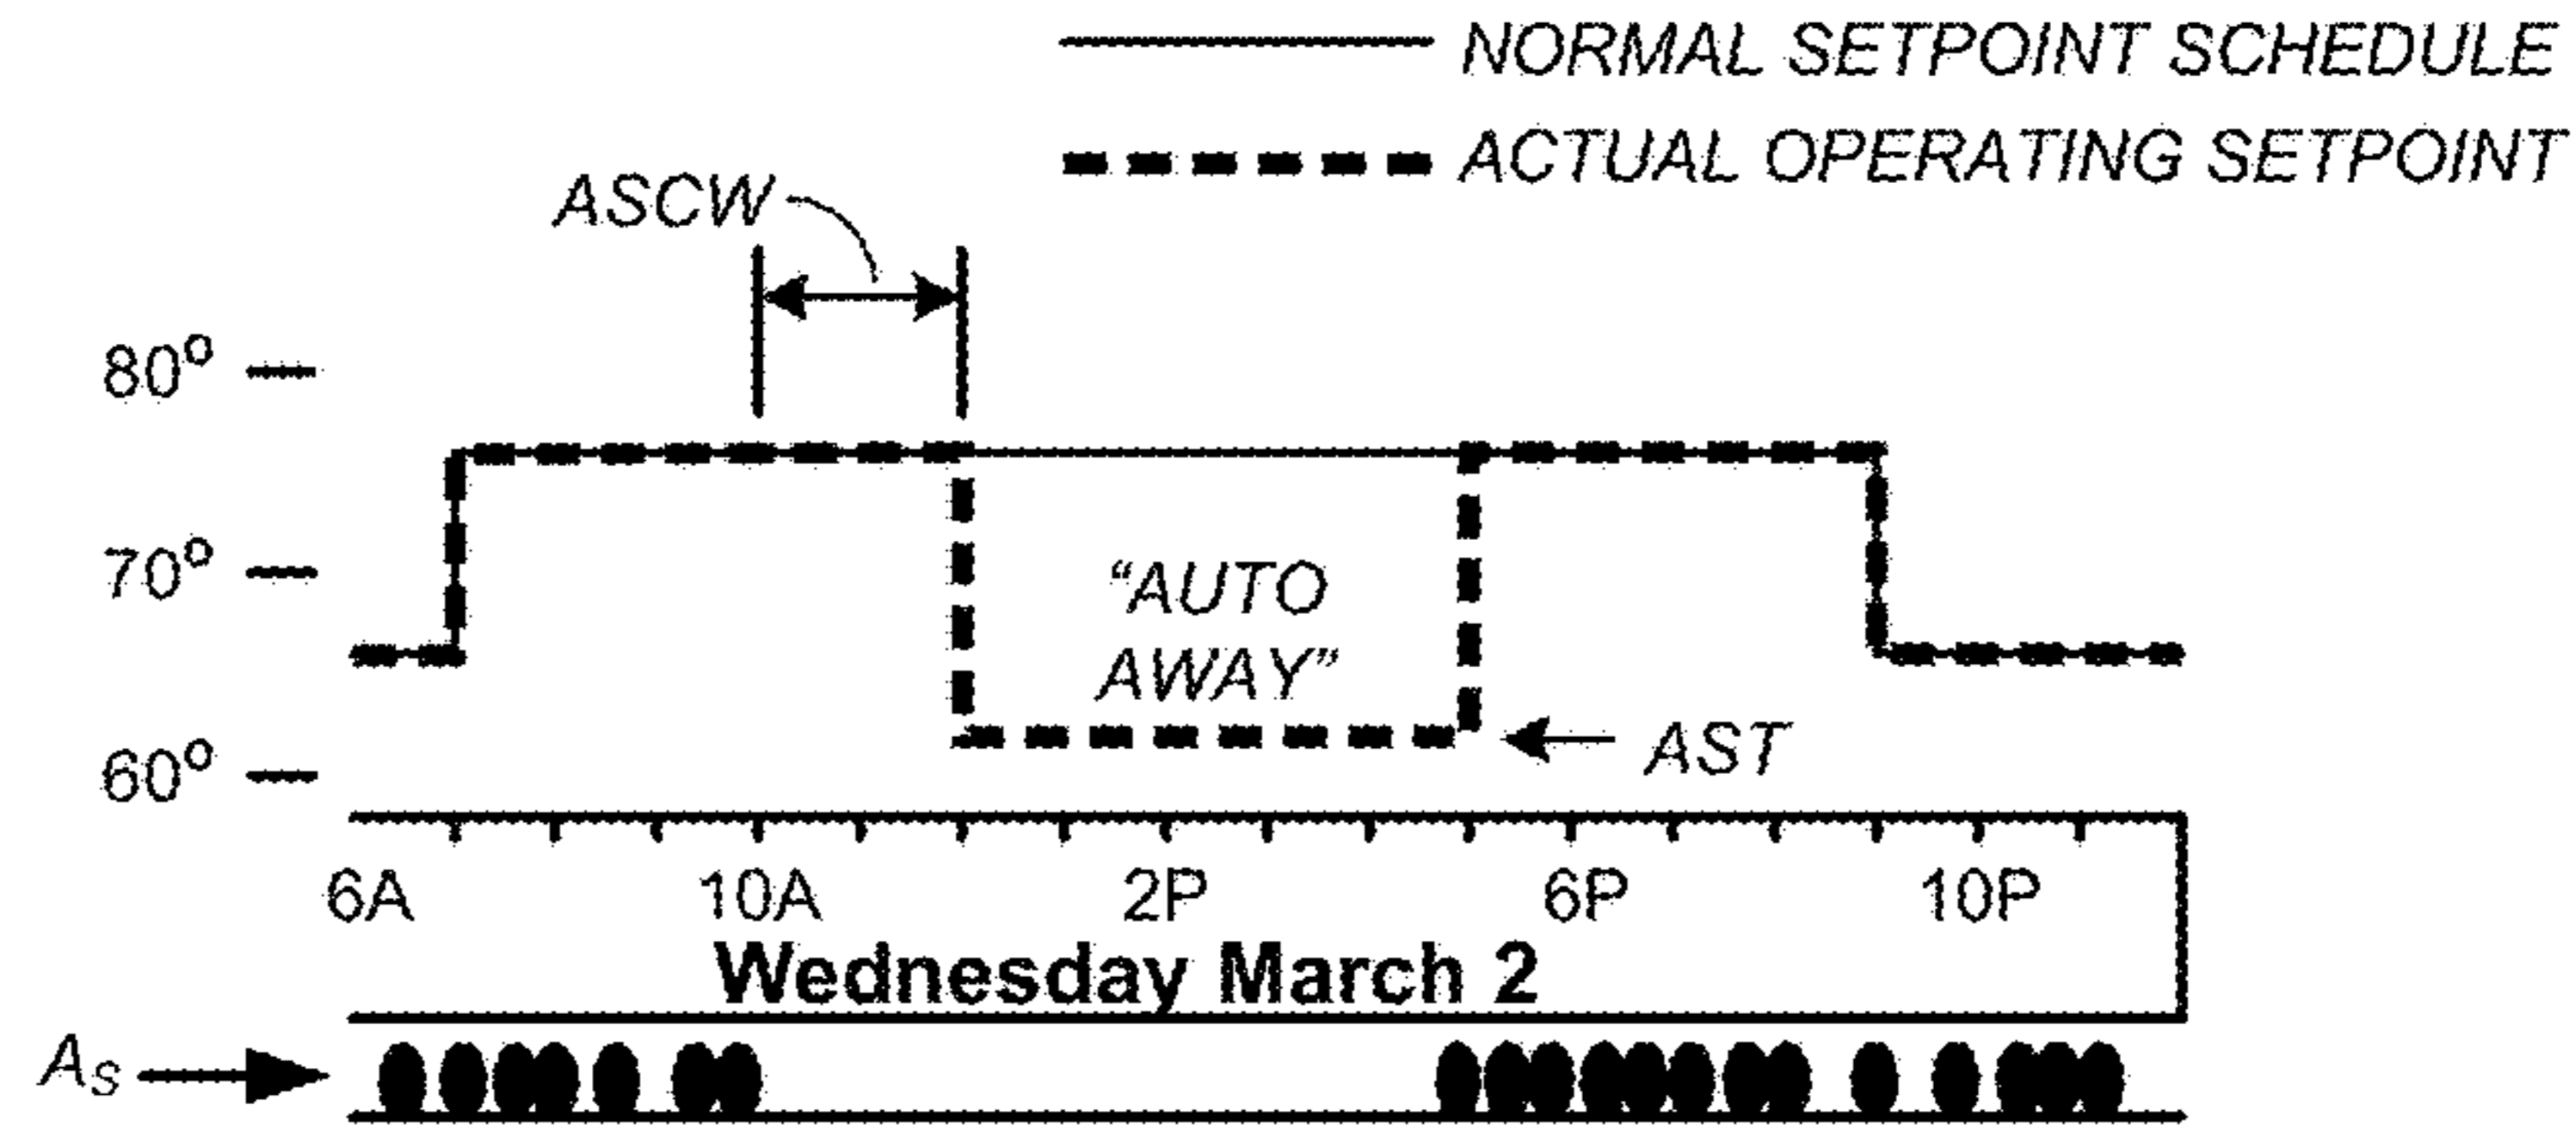 NORMAL SETPOINT SCHEDULE
ACTUAL OPERATING SETPOINT
ASCW
80°
70°
"AUTO
AWAY"
60°
AST
6A 10A 2P 6P 10P
Wednesday March 2
As